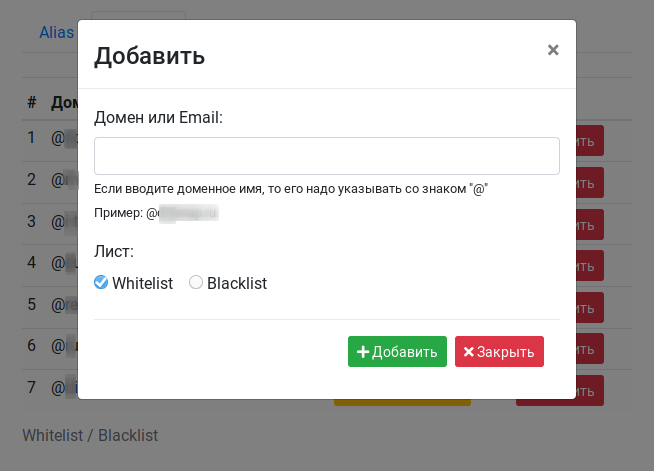 Alias
Добавить ×
# Дом
Домен или Email:
1 @
2 @
3 @
4 @
5 @
6 @
7 @
Если вводите доменное имя, то его надо указывать со знаком "@"
Пример: @
Лист:
Whitelist Blacklist
Добавить Закрыть
Whitelist / Blacklist